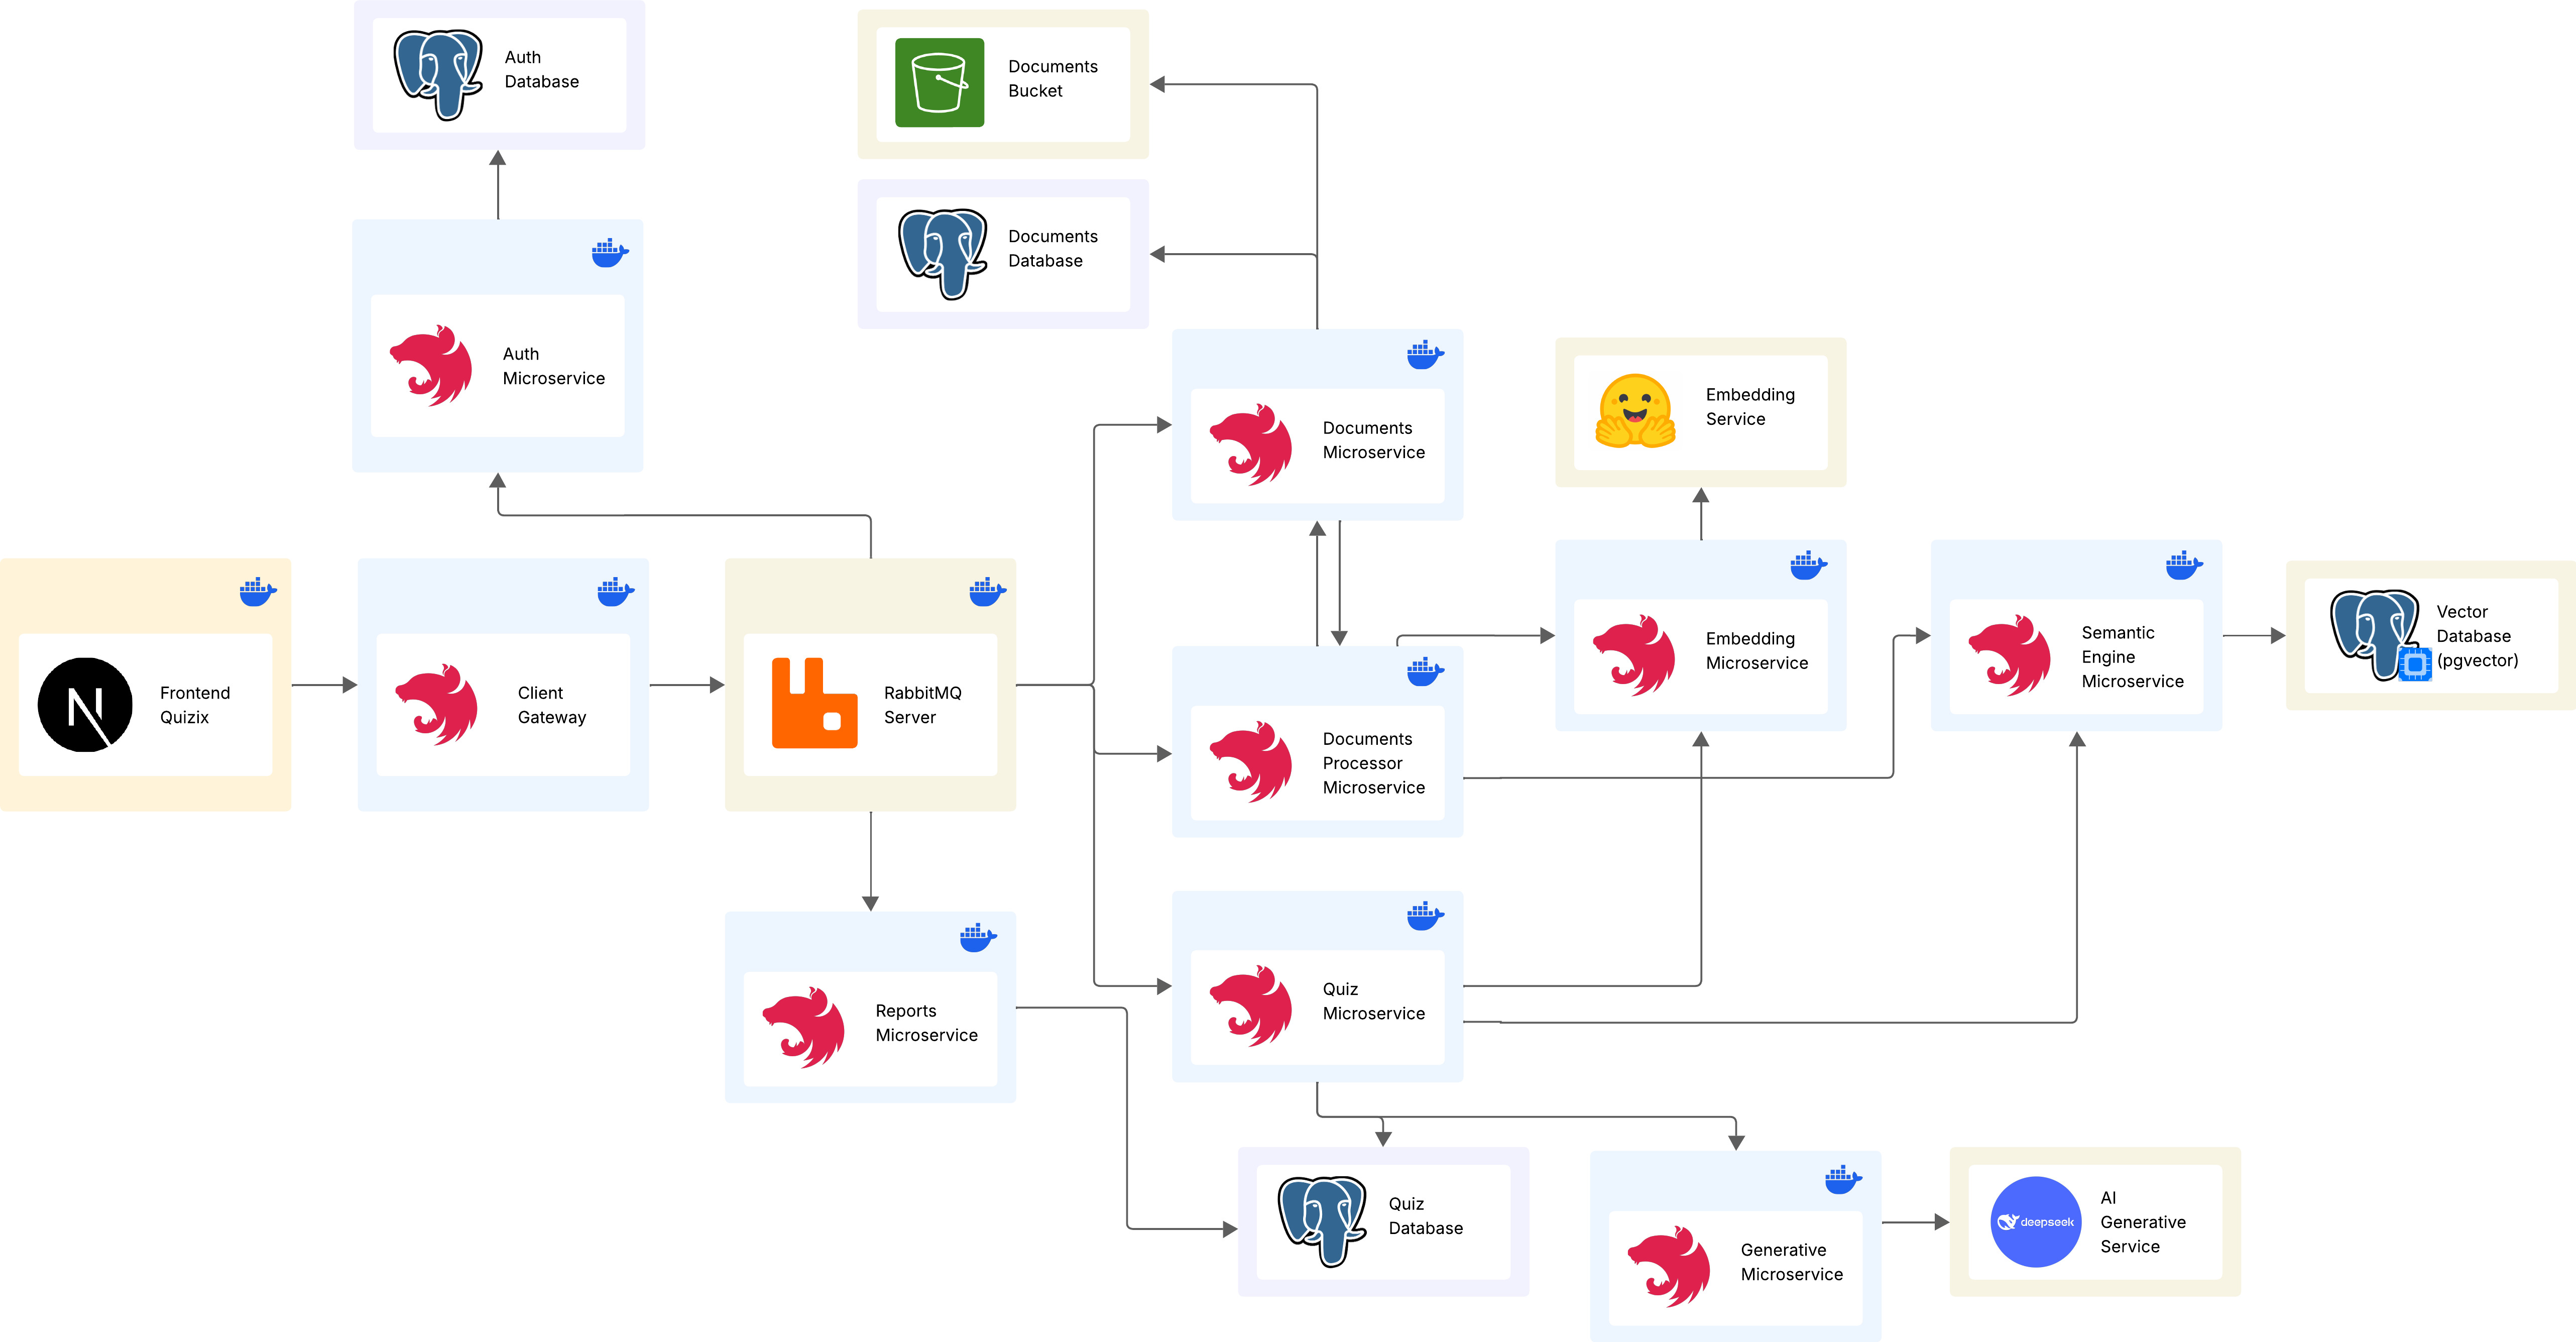 Auth
Database
Documents
Bucket
Documents
Database
Auth
Microservice
Documents
Microservice
Embedding
Service
Frontend
Quizix
Client
Gateway
RabbitMQ
Server
Documents
Processor
Microservice
Embedding
Microservice
Semantic
Engine
Microservice
Vector
Database
(pgvector)
Reports
Microservice
Quiz
Microservice
Quiz
Database
Generative
Microservice
deepseek
AI
Generative
Service